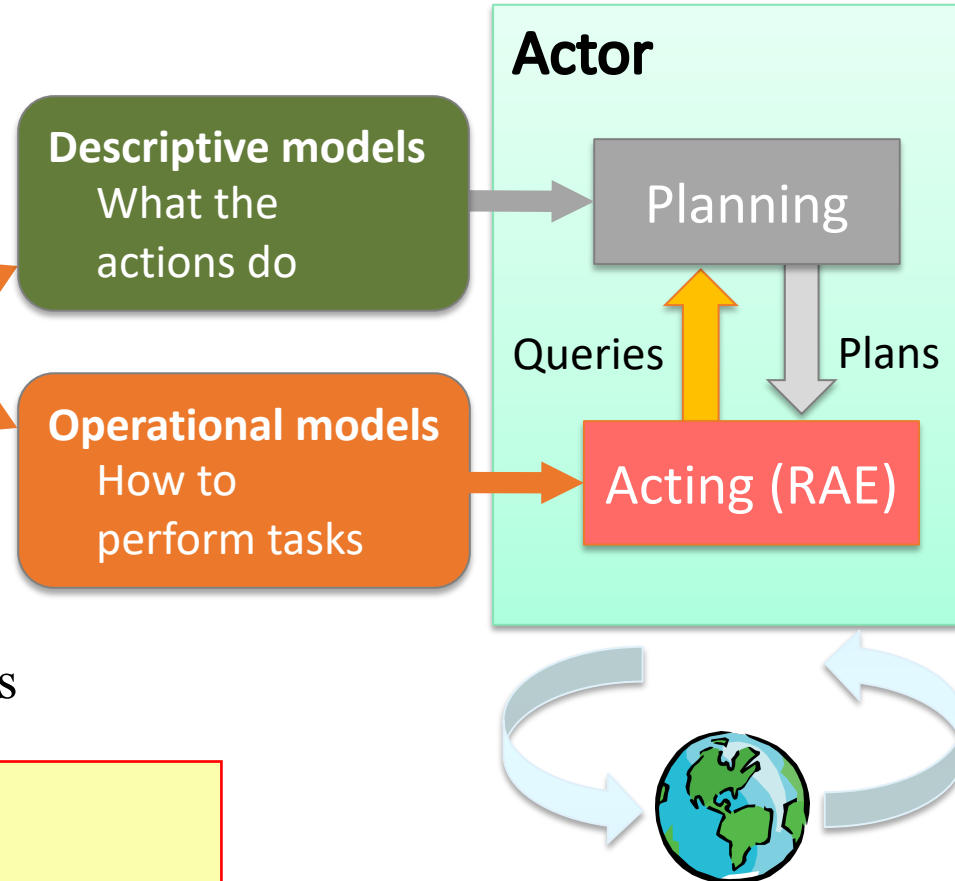 Actor
Descriptive models
What the
actions do
Planning
Queries
Plans
Operational models
How to
perform tasks
Acting (RAE)
s